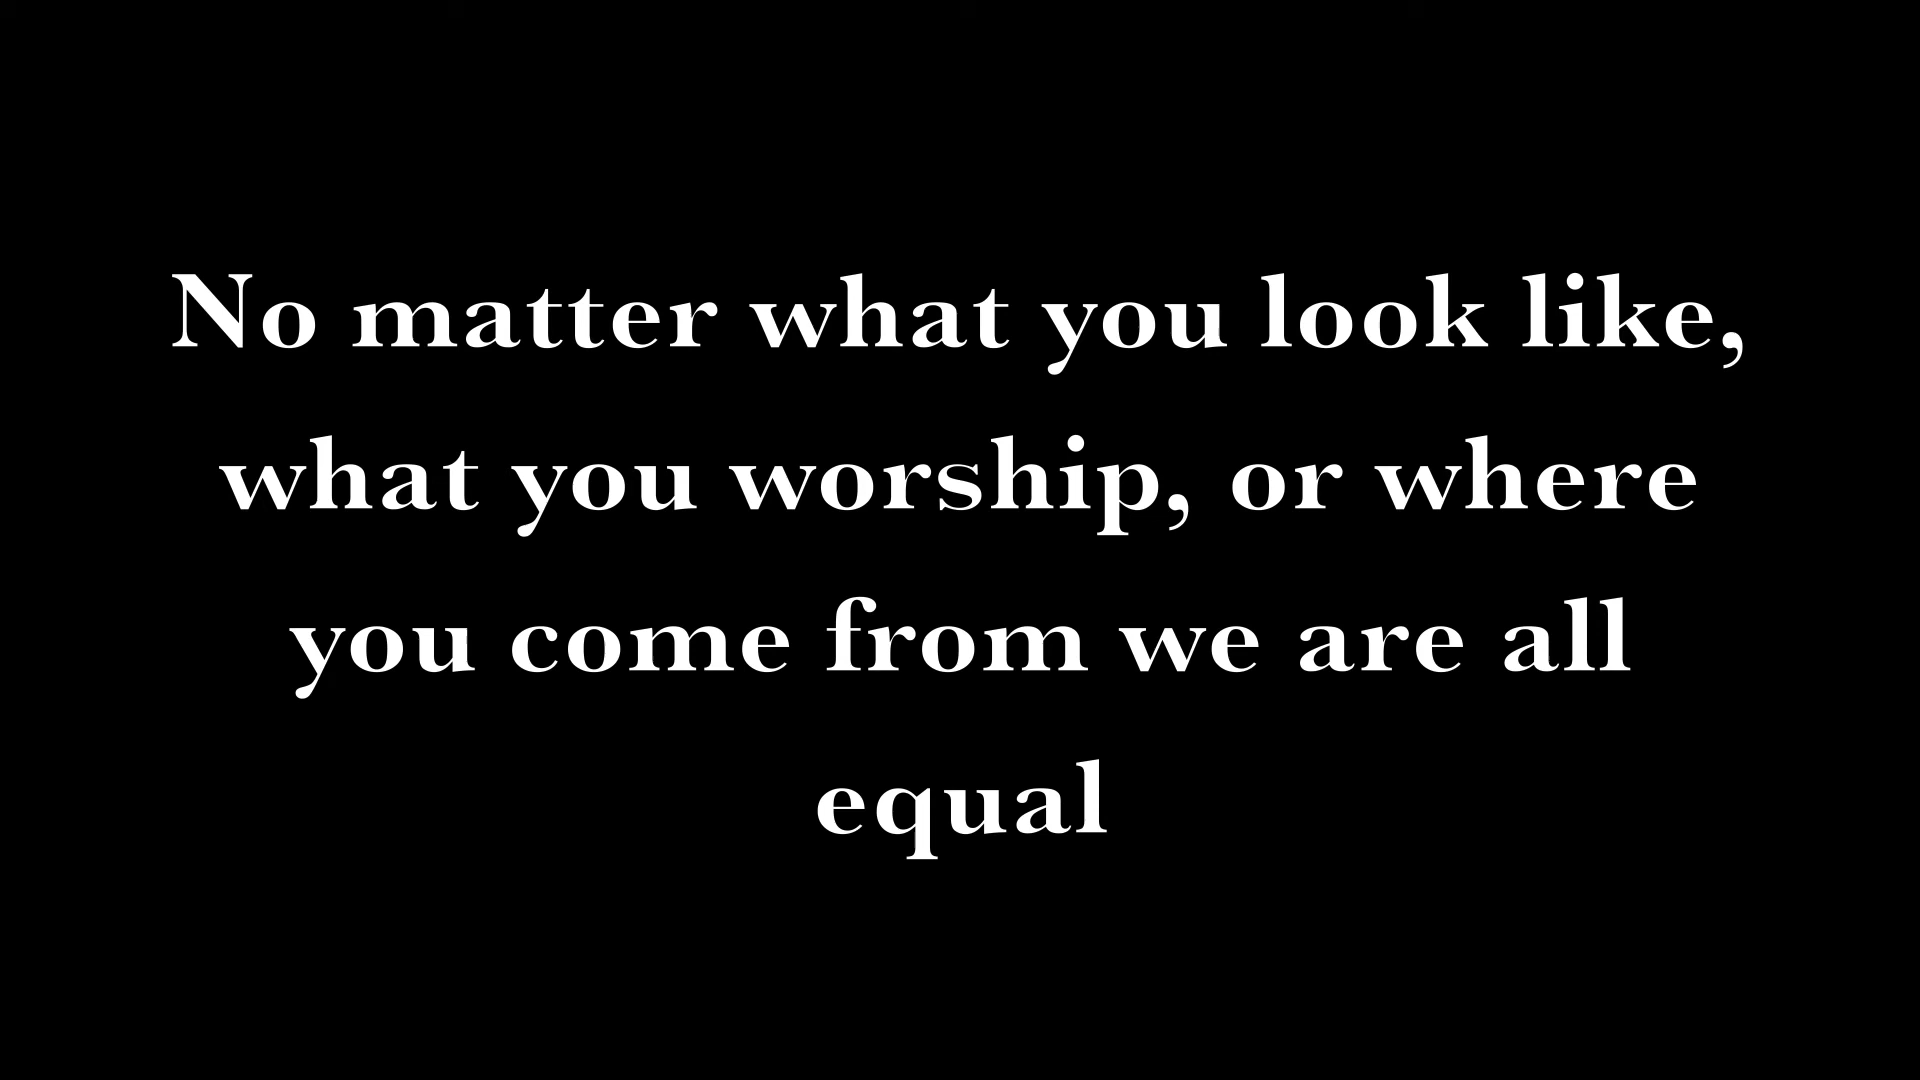 No matter what you look like,
what you worship, or where
you come from we are all
equal